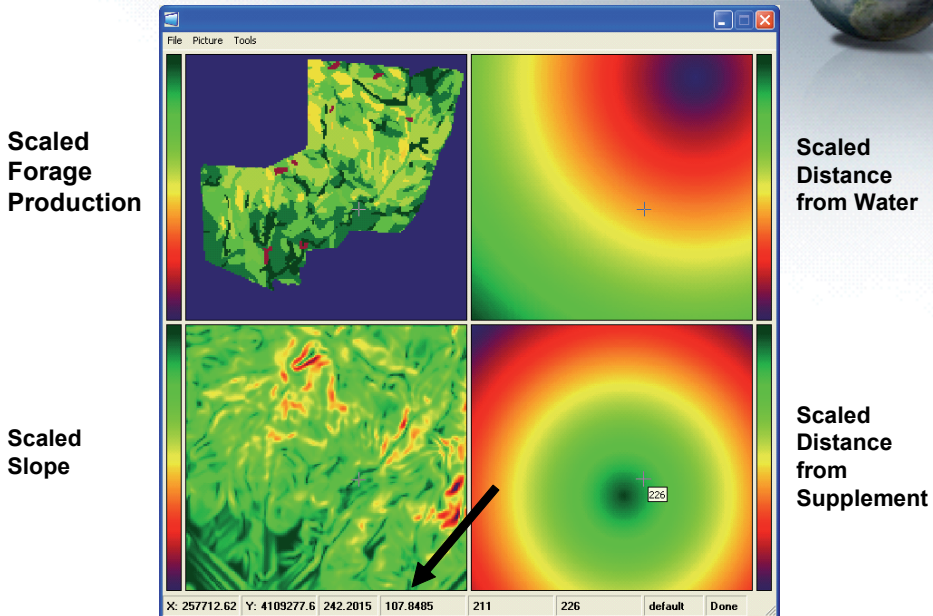 File Picture Tools
Scaled
Forage
Production
Scaled
Distance
from Water
Scaled
Slope
Scaled
Distance
from
Supplement
226
X: 257712.62 Y: 4109277.6 242.2015 107.8485 211 226 default Done